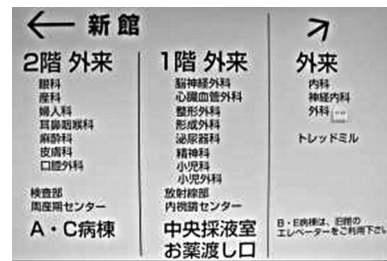 ← 新館
2階 外来
眼科
産科
婦人科
耳鼻咽喉科
麻酔科
皮膚科
口腔外科
検査部
周産期センター
A・C病棟
1階 外来
脳神経外科
心臓血管外科
整形外科
形成外科
泌尿器科
精神科
小児科
小児外科
放射線部
内視鏡センター
中央採液室
お薬渡し口
↗
外来
内科
神経内科
外科
トレッドミル
B・E病棟は、旧館の
エレベーターをご利用下さい